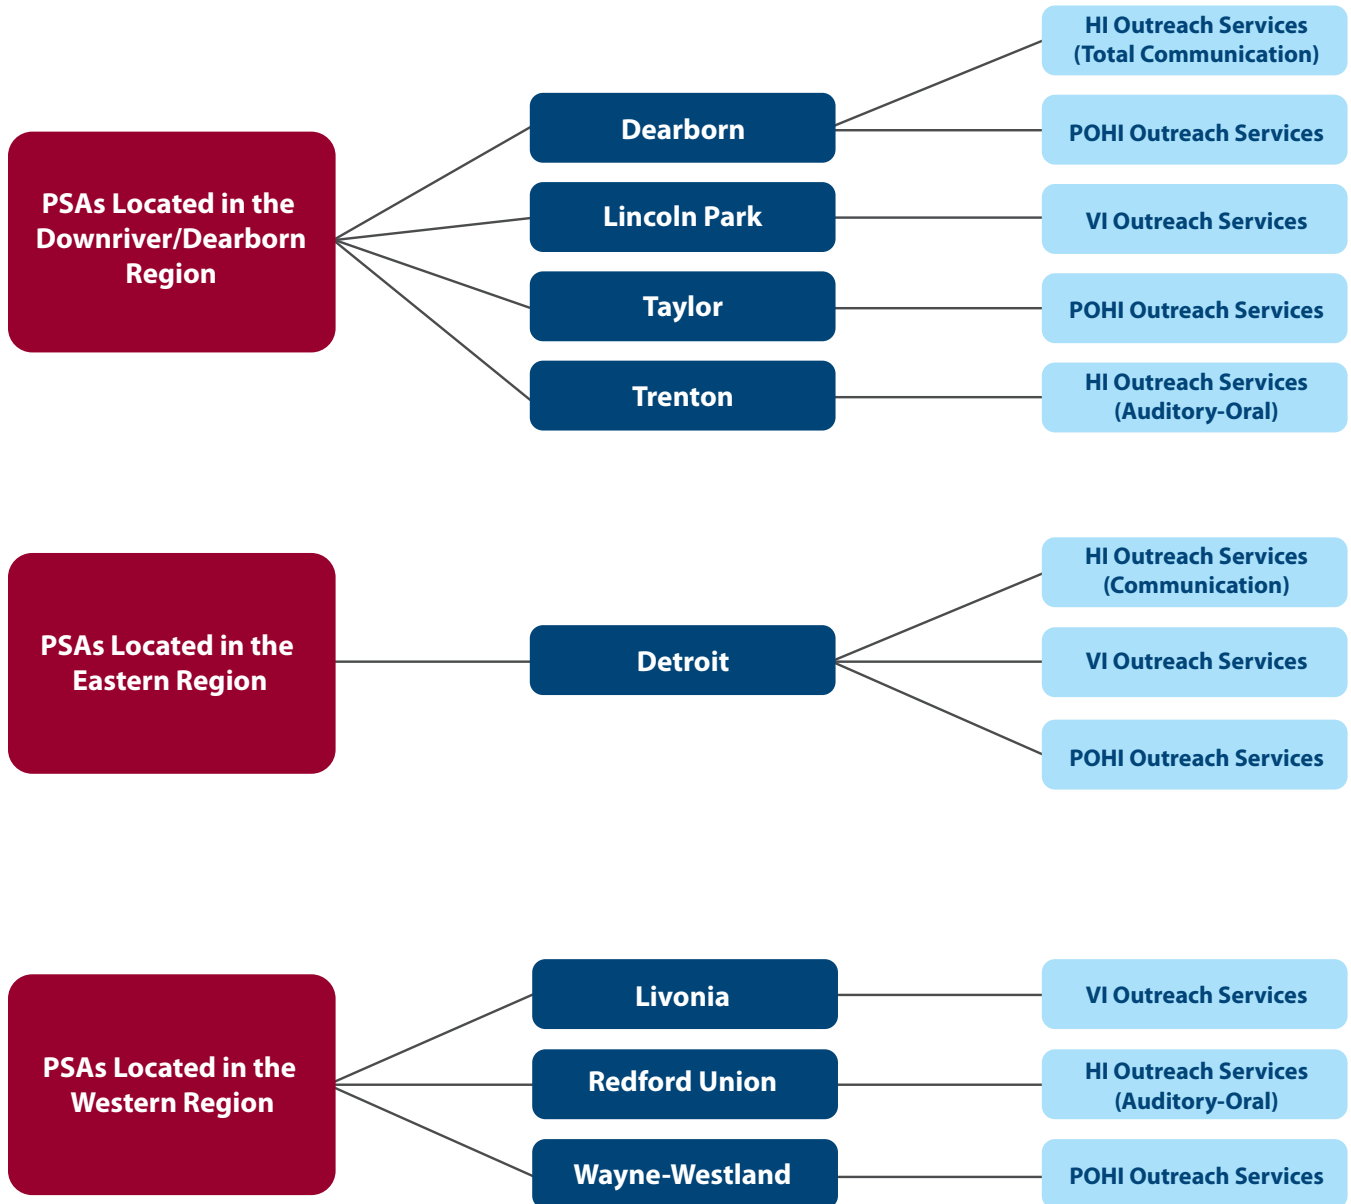 PSAs Located in the
Downriver/Dearborn
Region
Dearborn
HI Outreach Services
(Total Communication)
POHI Outreach Services
Lincoln Park
VI Outreach Services
Taylor
POHI Outreach Services
Trenton
HI Outreach Services
(Auditory-Oral)
PSAs Located in the
Eastern Region
Detroit
HI Outreach Services
(Communication)
VI Outreach Services
POHI Outreach Services
PSAs Located in the
Western Region
Livonia
VI Outreach Services
Redford Union
HI Outreach Services
(Auditory-Oral)
Wayne-Westland
POHI Outreach Services